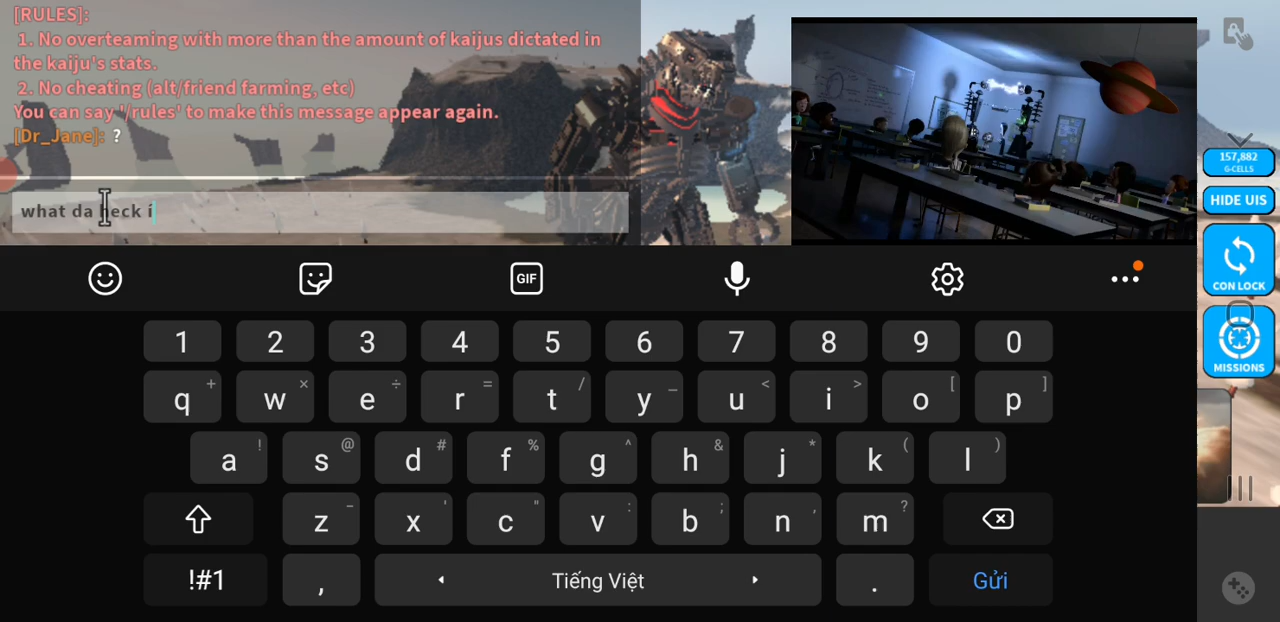 [RULES]:
1. No overteaming with more than the amount of kaijus dictated in
the kaiju's stats.
2. No cheating (alt/friend farming, etc)
You can say '/rules' to make this message appear again.
[Dr_Jane]: ?
what da heck í
157,882
G-CELLS
HIDE UIS
CON LOCK
MISSIONS
GIF
1 2 3 4 5 6 7 8 9 0
q + w × e ÷ r = t / y _ u < i > o [ p ]
a ! s @ d # f % g ^ h & j * k ( l )
z - x ' c " v : b ; n , m ?
!#1 , Tiếng Việt . Gửi